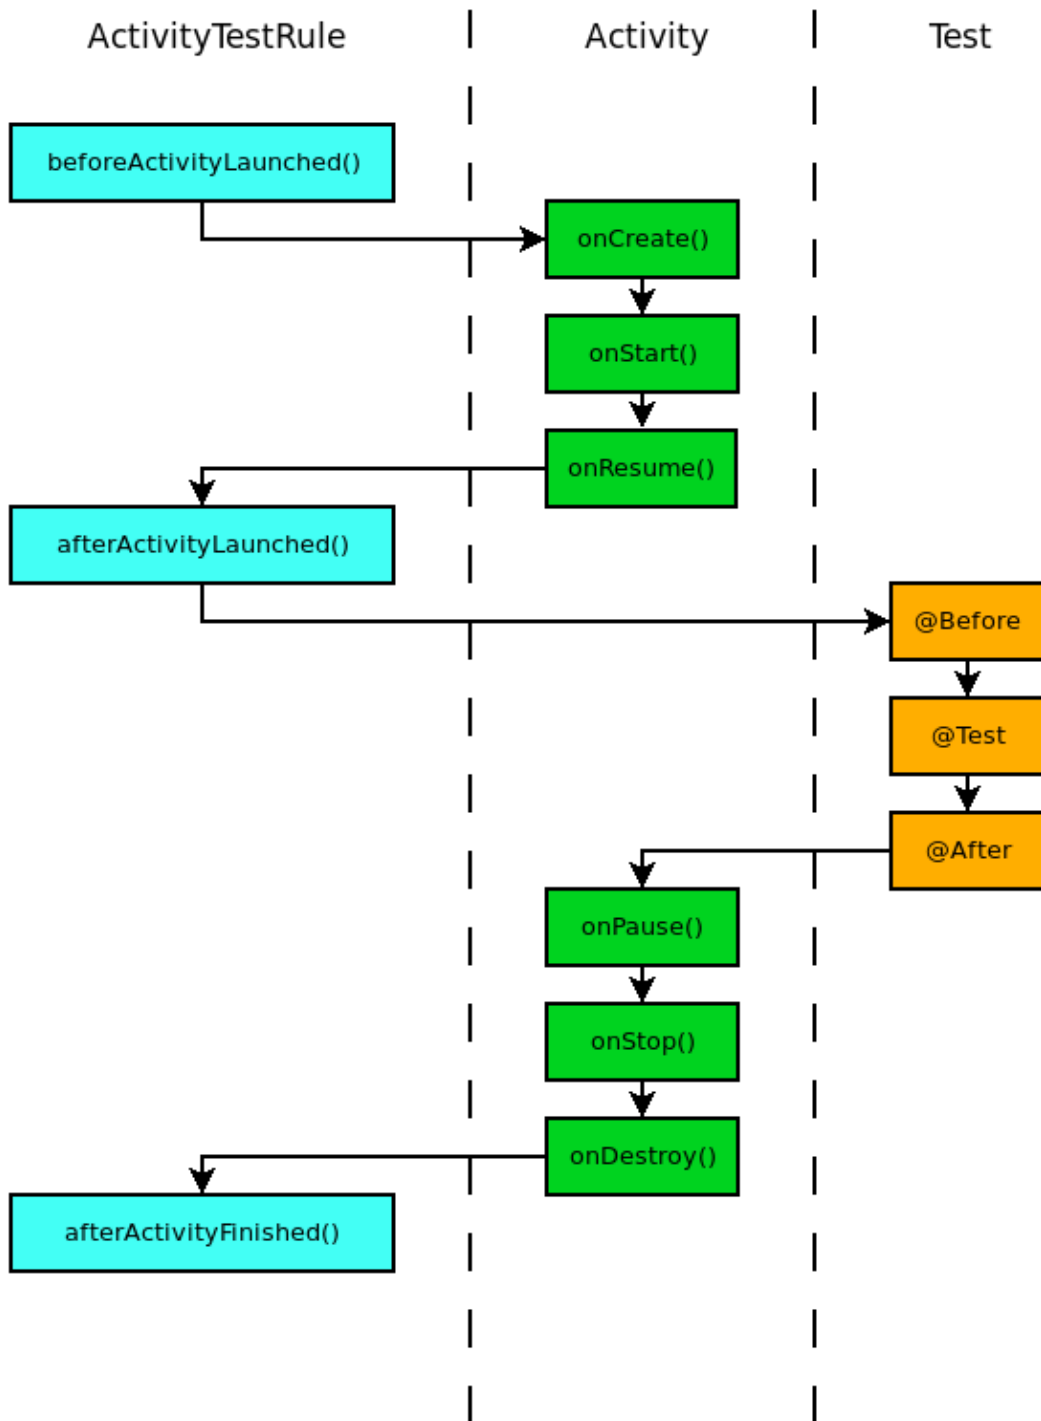 ActivityTestRule
Activity
Test
beforeActivityLaunched()
onCreate()
onStart()
onResume()
afterActivityLaunched()
@Before
@Test
@After
onPause()
onStop()
onDestroy()
afterActivityFinished()